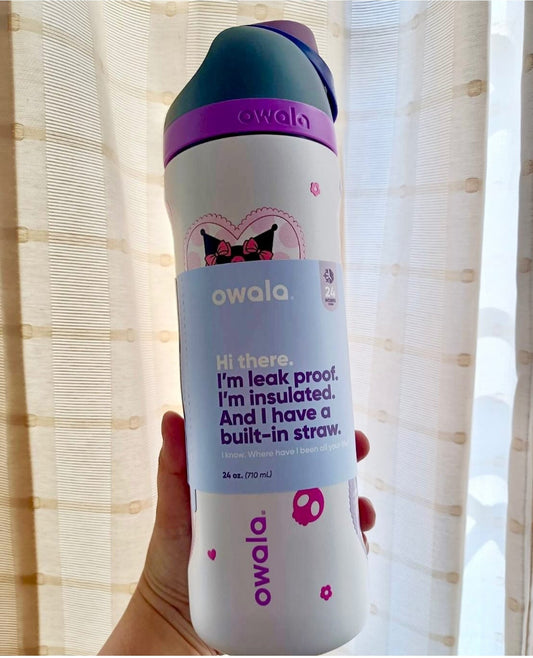 owala
owala®
24
Hi there.
I'm leak proof.
I'm insulated.
And I have a
built-in straw.
I know. Where have I been all your
24 oz. (710 mL)
owala®